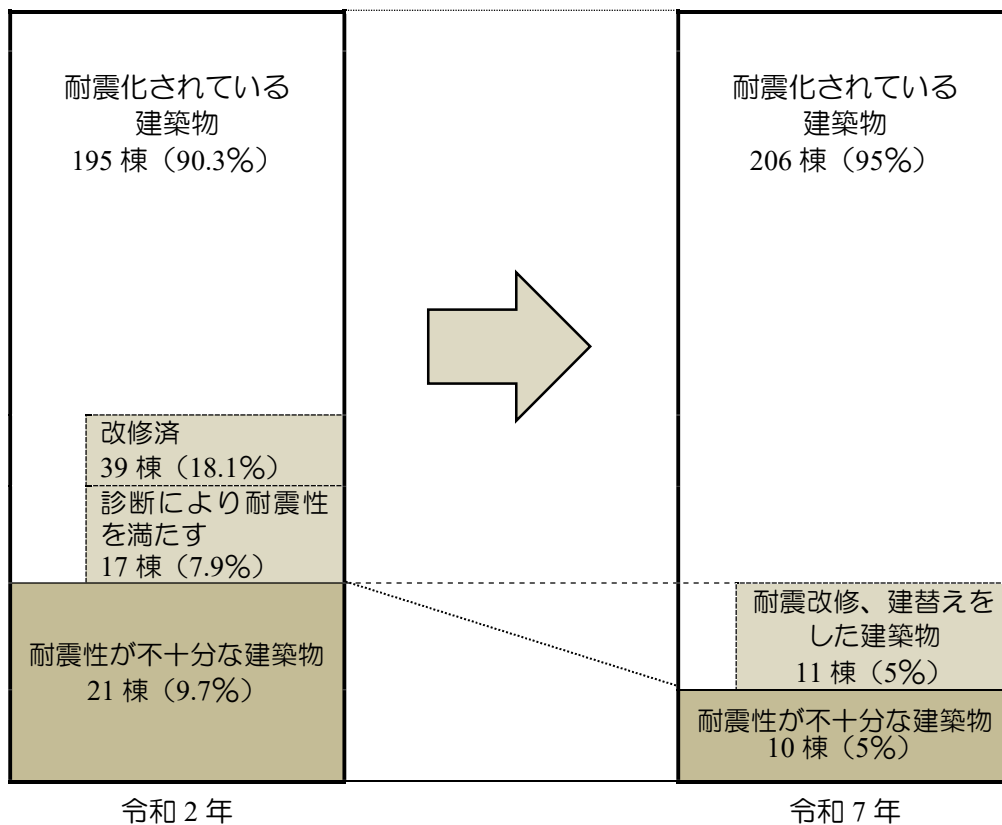 耐震化されている
建築物
195 棟（90.3％）
改修済
39 棟（18.1％）
診断により耐震性
を満たす
17 棟（7.9％）
耐震性が不十分な建築物
21 棟（9.7％）
令和 2 年
耐震化されている
建築物
206 棟（95％）
耐震改修、建替えを
した建築物
11 棟（5％）
耐震性が不十分な建築物
10 棟（5％）
令和 7 年